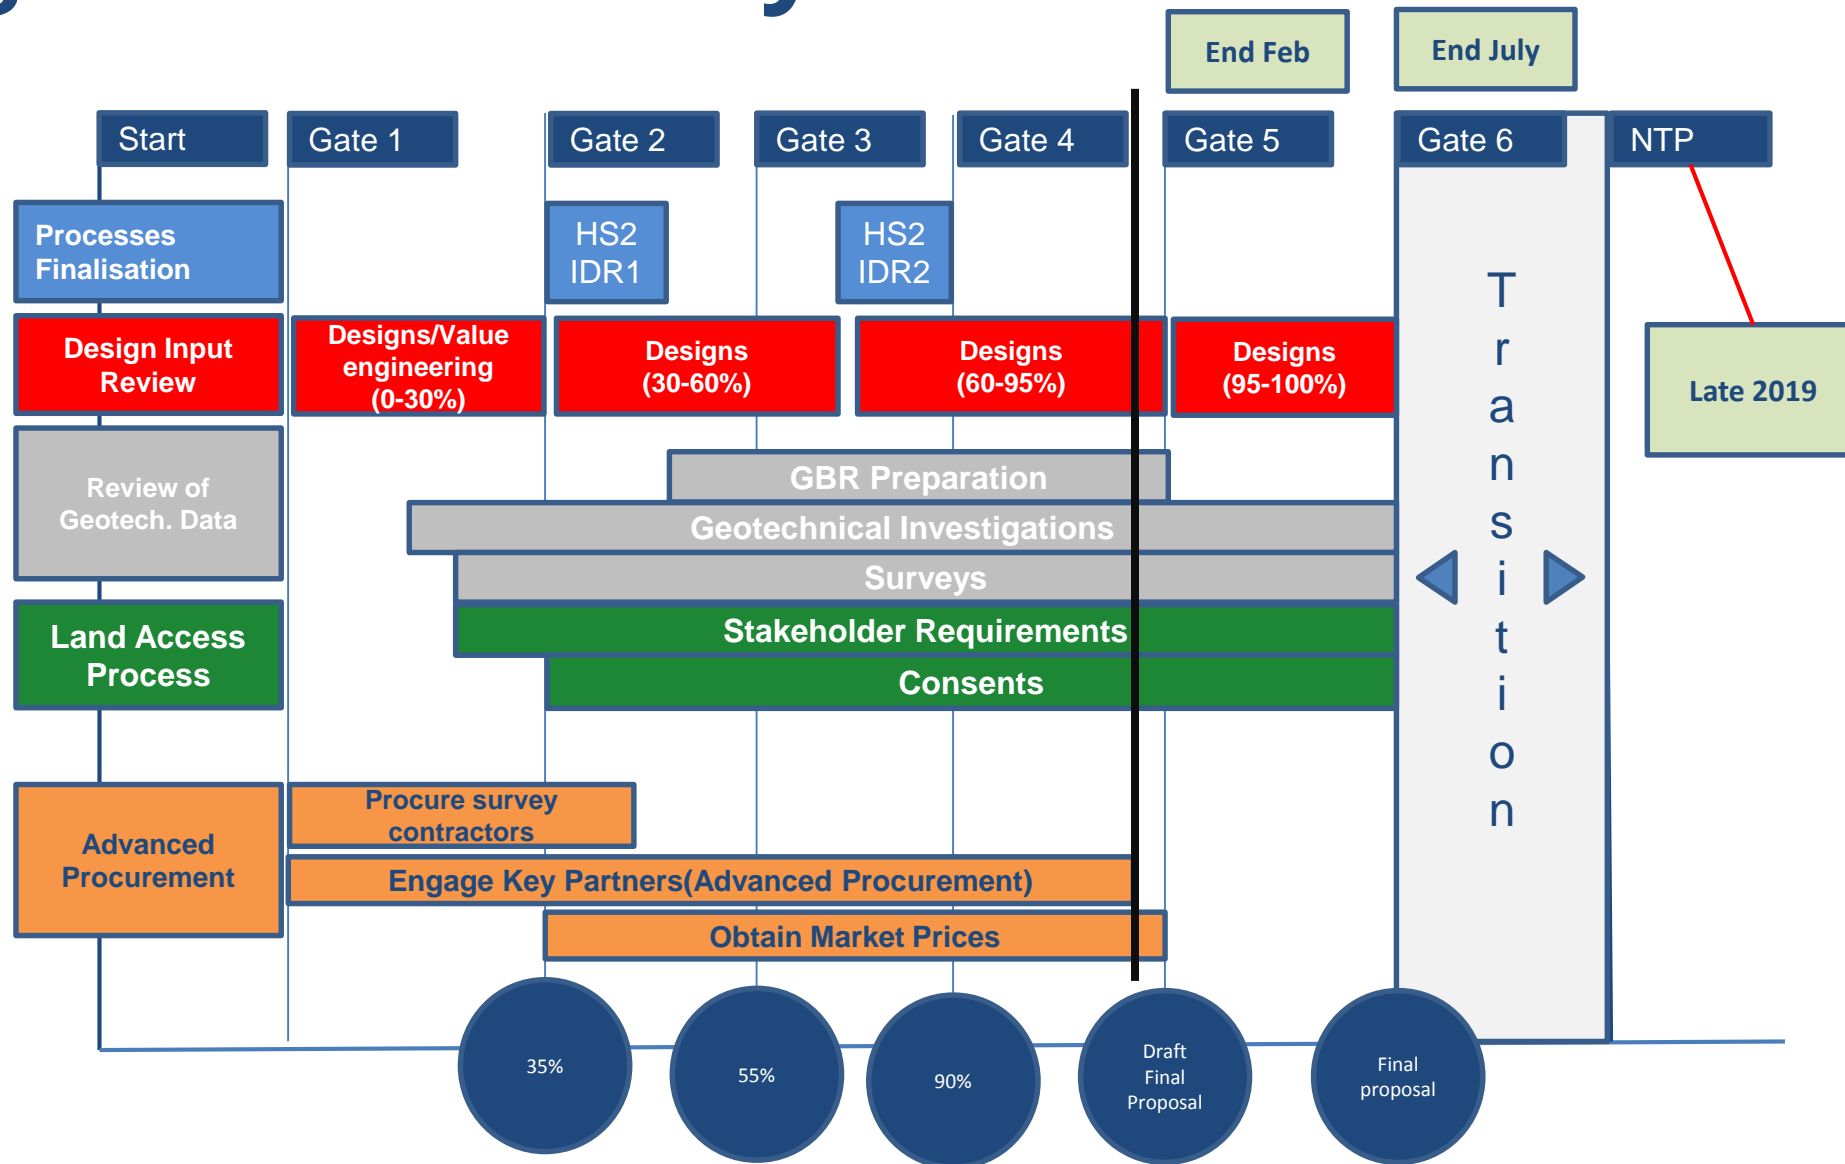 End Feb
End July
Start
Gate 1
Gate 2
Gate 3
Gate 4
Gate 5
Gate 6
NTP
Processes
Finalisation
HS2
IDR1
HS2
IDR2
Design Input
Review
Designs/Value
engineering
(0-30%)
Designs
(30-60%)
Designs
(60-95%)
Designs
(95-100%)
Late 2019
Transition
Review of
Geotech. Data
GBR Preparation
Geotechnical Investigations
Surveys
Land Access
Process
Stakeholder Requirements
Consents
Advanced
Procurement
Procure survey
contractors
Engage Key Partners(Advanced Procurement)
Obtain Market Prices
35%
55%
90%
Draft
Final
Proposal
Final
proposal